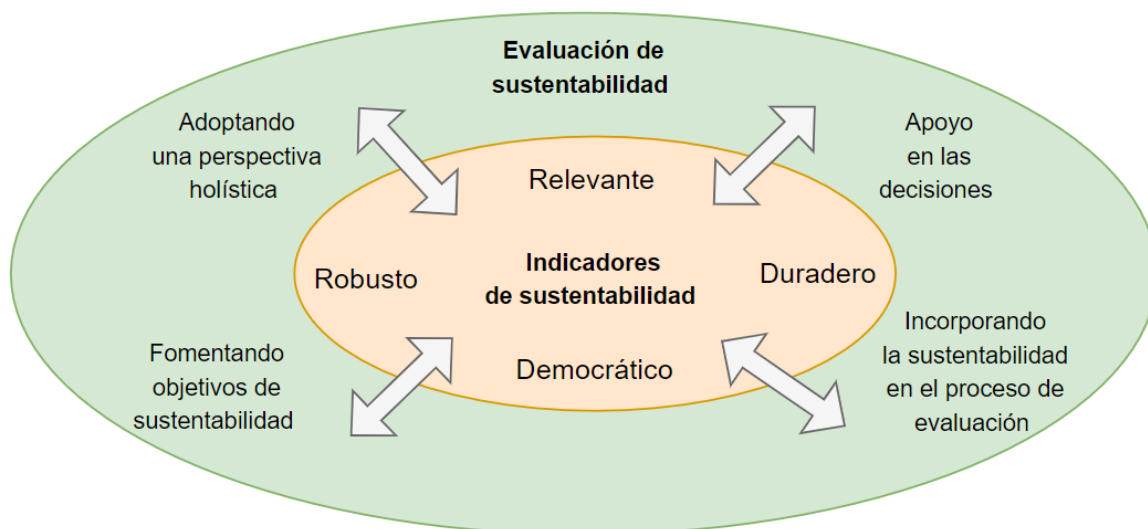 Evaluación de
sustentabilidad
Adoptando
una perspectiva
holística
Apoyo
en las
decisiones
Relevante
Robusto
Indicadores
de sustentabilidad
Duradero
Democrático
Fomentando
objetivos de
sustentabilidad
Incorporando
la sustentabilidad
en el proceso de
evaluación